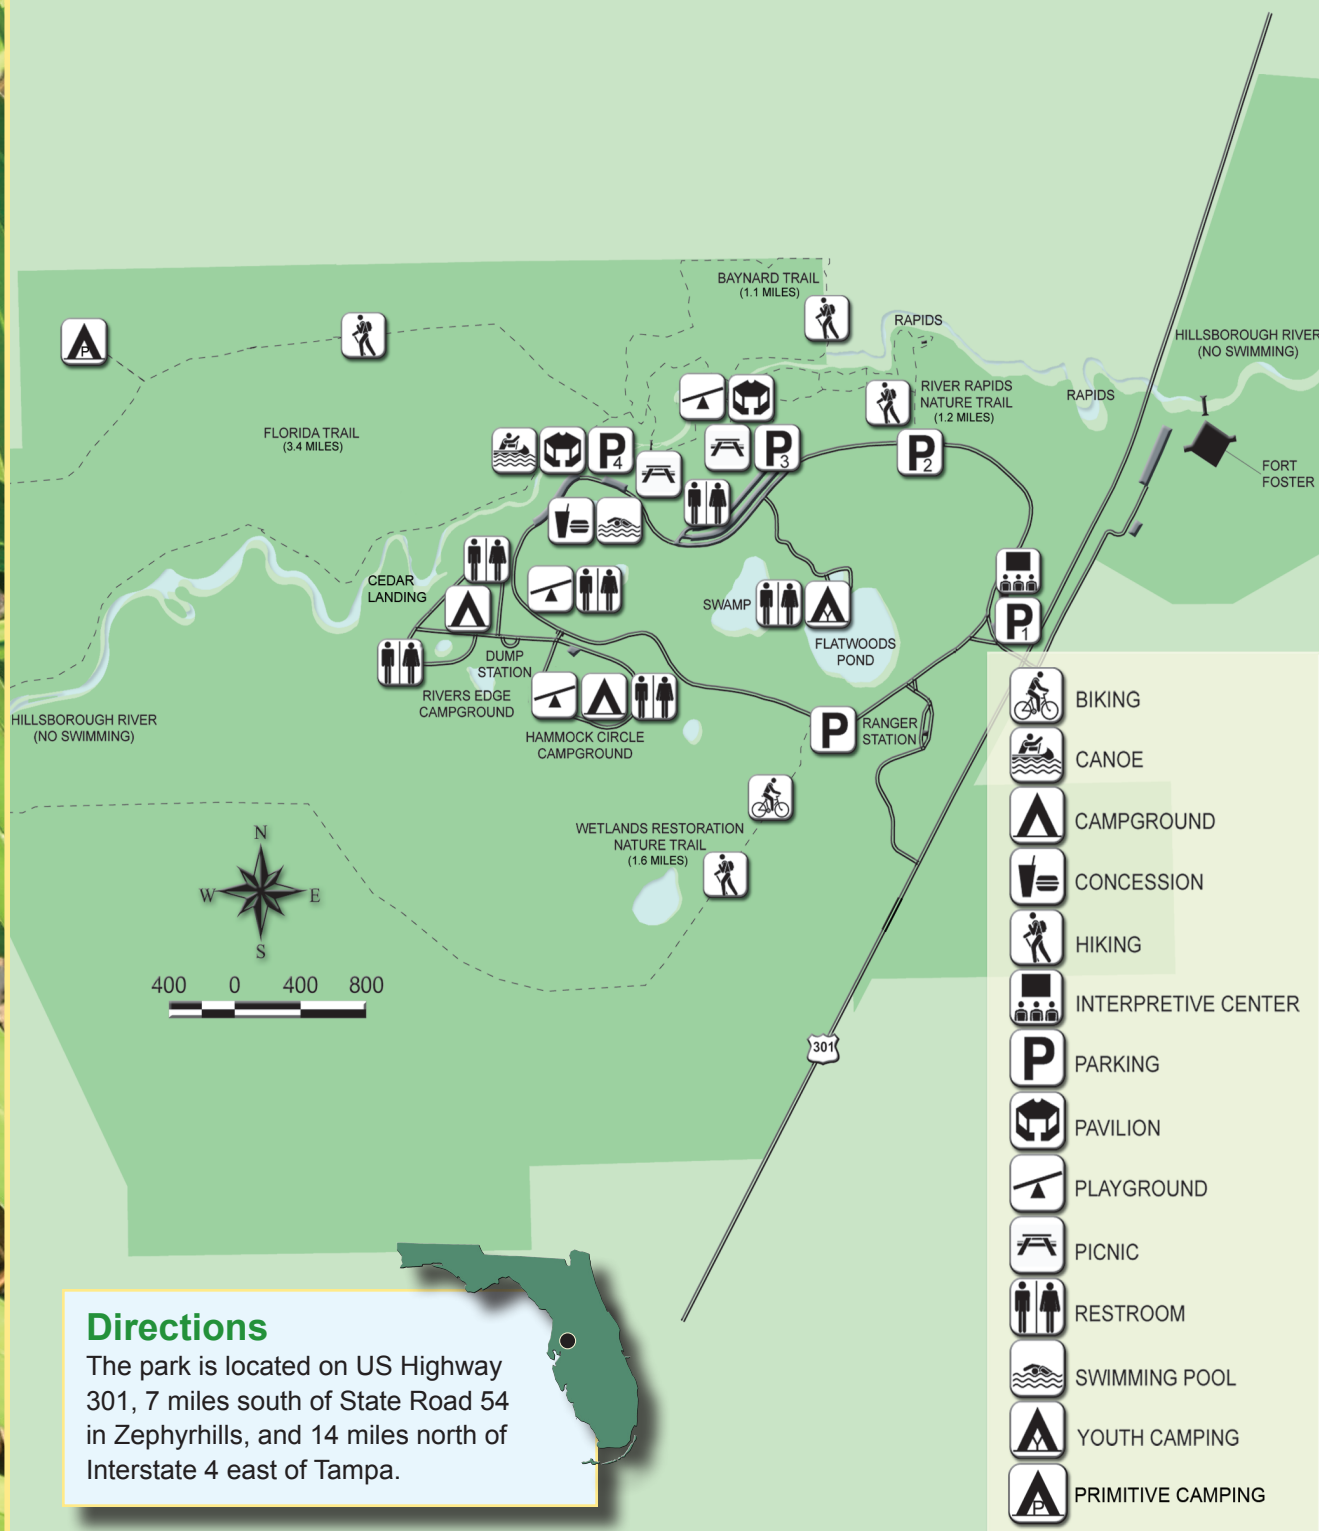 BAYNARD TRAIL
(1.1 MILES)
RAPIDS
HILLSBOROUGH RIVER
(NO SWIMMING)
RIVER RAPIDS
NATURE TRAIL
(1.2 MILES)
RAPIDS
P
FLORIDA TRAIL
(3.4 MILES)
P4
P3
P2
FORT
FOSTER
CEDAR
LANDING
SWAMP
P1
FLATWOODS
POND
DUMP
STATION
RIVERS EDGE
CAMPGROUND
HILLSBOROUGH RIVER
(NO SWIMMING)
HAMMOCK CIRCLE
CAMPGROUND
P
RANGER
STATION
WETLANDS RESTORATION
NATURE TRAIL
(1.6 MILES)
N
W E
S
400 0 400 800
301
BIKING
CANOE
CAMPGROUND
CONCESSION
HIKING
INTERPRETIVE CENTER
P PARKING
PAVILION
PLAYGROUND
PICNIC
RESTROOM
SWIMMING POOL
Y YOUTH CAMPING
P PRIMITIVE CAMPING
Directions
The park is located on US Highway
301, 7 miles south of State Road 54
in Zephyrhills, and 14 miles north of
Interstate 4 east of Tampa.